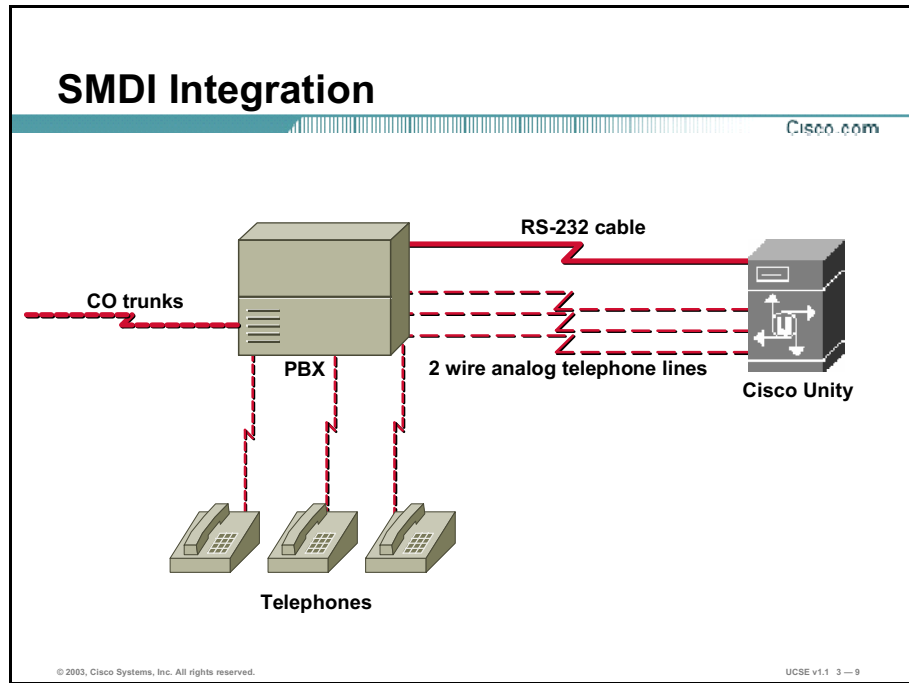 SMDI Integration
Cisco.com
RS-232 cable
CO trunks
PBX
2 wire analog telephone lines
Cisco Unity
Telephones
© 2003, Cisco Systems, Inc. All rights reserved.
UCSE v1.1 3 — 9